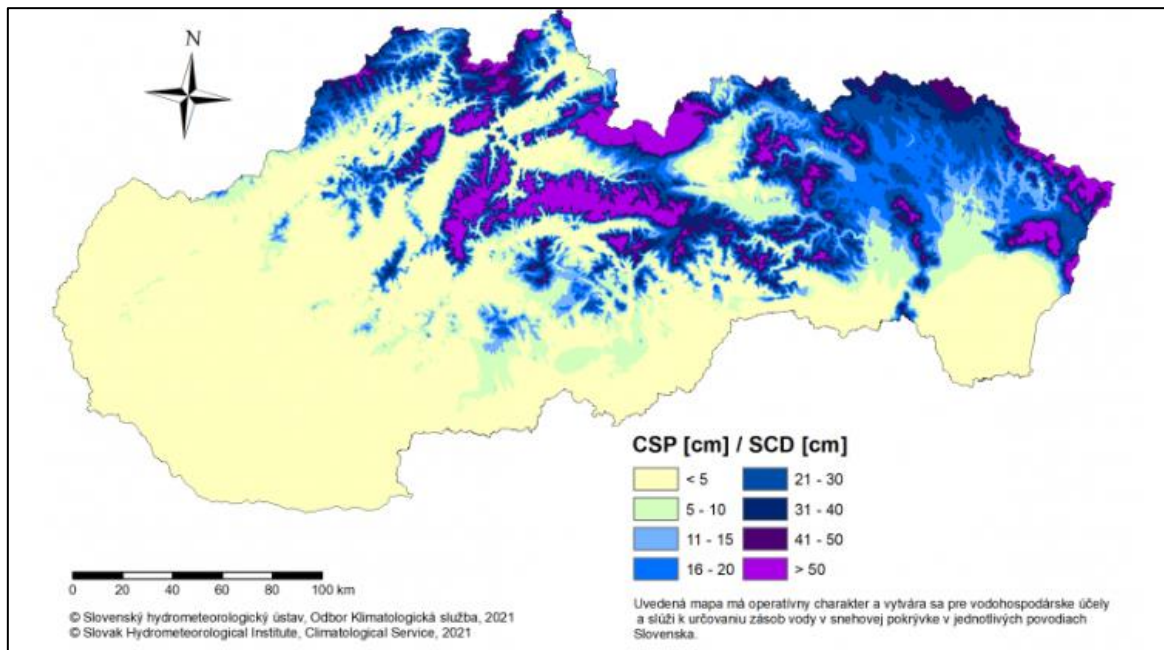 N
CSP [cm] / SCD [cm]
< 5
21 - 30
5 - 10
31 - 40
11 - 15
41 - 50
16 - 20
> 50
0 20 40 60 80 100 km
© Slovenský hydrometeorologický ústav, Odbor Klimatologická služba, 2021
© Slovak Hydrometeorological Institute, Climatological Service, 2021
Uvedená mapa má operatívny charakter a vytvára sa pre vodohospodárske účely
a slúži k určovaniu zásob vody v snehovej pokrývke v jednotlivých povodiach
Slovenska.